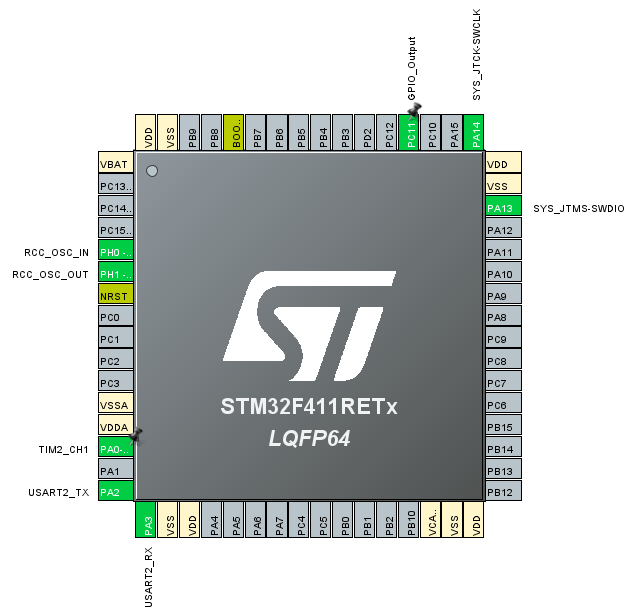 GPIO_Output
SYS_JTCK-SWCLK
VDD
VSS
PB9
PB8
BOO..
PB7
PB6
PB5
PB4
PB3
PD2
PC12
PC11
PC10
PA15
PA14
VBAT
PC13..
PC14..
PC15..
RCC_OSC_IN PH0 -..
RCC_OSC_OUT PH1 -..
NRST
PC0
PC1
PC2
PC3
VSSA
VDDA
TIM2_CH1 PA0-..
PA1
USART2_TX PA2
ST
STM32F411RETx
LQFP64
VDD
VSS
PA13 SYS_JTMS-SWDIO
PA12
PA11
PA10
PA9
PA8
PC9
PC8
PC7
PC6
PB15
PB14
PB13
PB12
PA3
VSS
VDD
PA4
PA5
PA6
PA7
PC4
PC5
PB0
PB1
PB2
PB10
VCA..
VSS
VDD
USART2_RX